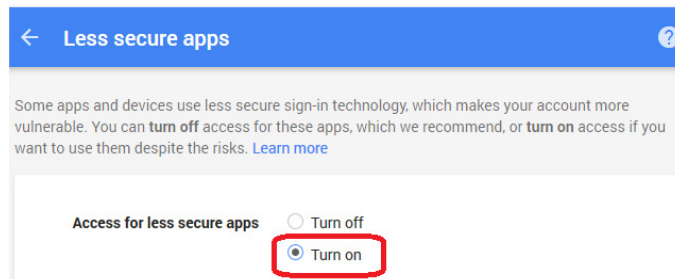 Less secure apps
Some apps and devices use less secure sign-in technology, which makes your account more
vulnerable. You can turn off access for these apps, which we recommend, or turn on access if you
want to use them despite the risks. Learn more
Access for less secure apps Turn off
Turn on